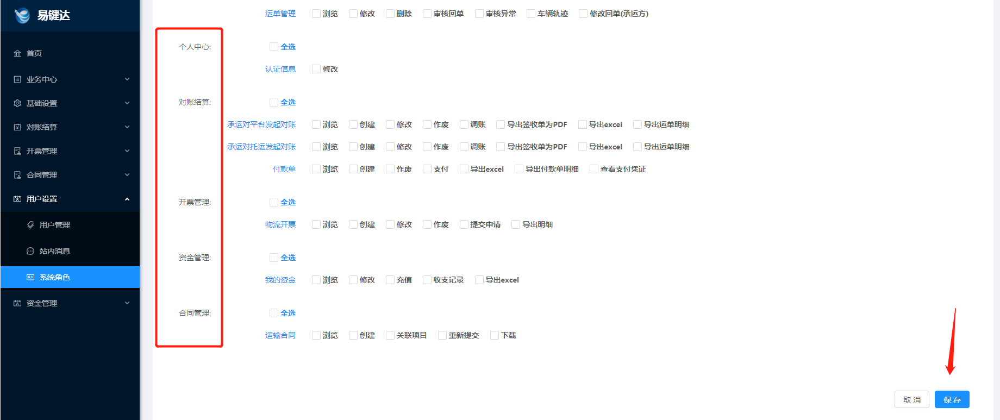 易键达
首页
业务中心
基础设置
对账结算
开票管理
合同管理
用户设置
用户管理
站内消息
系统角色
资金管理
运单管理 浏览 修改 删除 审核回单 审核异常 车辆轨迹 修改回单(承运方)
个人中心: 全选
认证信息 修改
对账结算: 全选
承运对平台发起对账 浏览 创建 修改 作废 调账 导出签收单为PDF 导出excel 导出运单明细
承运对托运发起对账 浏览 创建 修改 作废 调账 导出签收单为PDF 导出excel 导出运单明细
付款单 浏览 创建 作废 支付 导出excel 导出付款单明细 查看支付凭证
开票管理: 全选
物流开票 浏览 创建 修改 作废 提交申请 导出明细
资金管理: 全选
我的资金 浏览 修改 充值 收支记录 导出excel
合同管理: 全选
运输合同 浏览 创建 关联项目 重新提交 下载
取 消 保 存